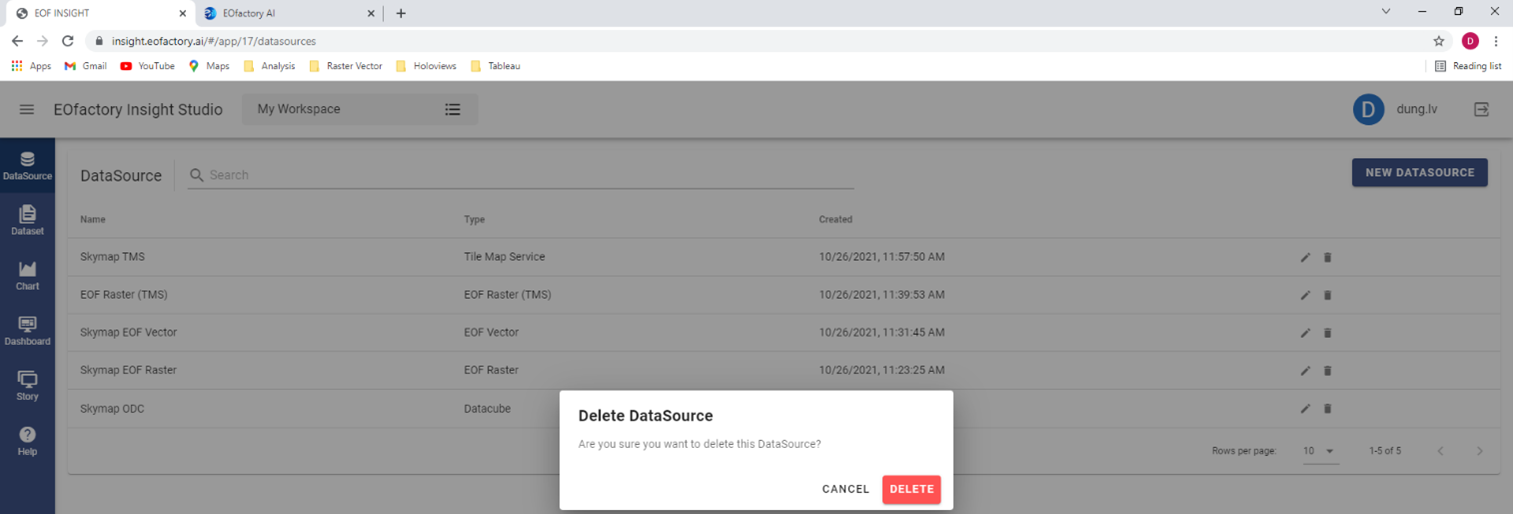 EOF INSIGHT
EOfactory AI
insight.eofactory.ai/#/app/17/datasources
D
Apps Gmail YouTube Maps Analysis Raster Vector Holoviews Tableau Reading list
EOfactory Insight Studio My Workspace D dung.lv
DataSource
Dataset
Chart
Dashboard
Story
Help
DataSource Search NEW DATASOURCE
Name Type Created
Skymap TMS Tile Map Service 10/26/2021, 11:57:50 AM
EOF Raster (TMS) EOF Raster (TMS) 10/26/2021, 11:39:53 AM
Skymap EOF Vector EOF Vector 10/26/2021, 11:31:45 AM
Skymap EOF Raster EOF Raster 10/26/2021, 11:23:25 AM
Skymap ODC Datacube
Rows per page: 10 1-5 of 5
Delete DataSource
Are you sure you want to delete this DataSource?
CANCEL DELETE